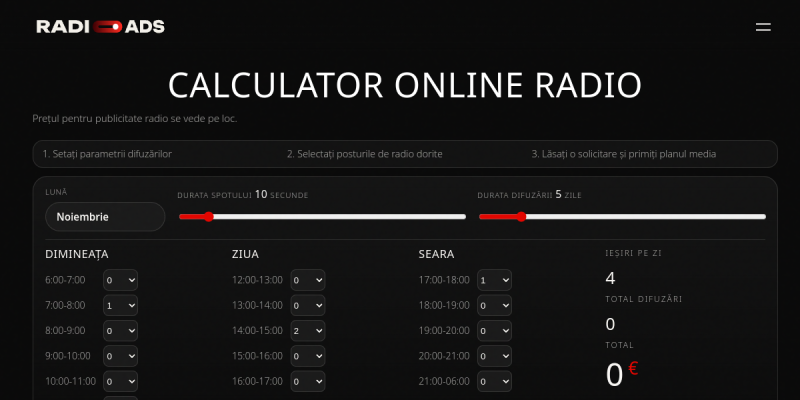 RADI ADS
CALCULATOR ONLINE RADIO
Prețul pentru publicitate radio se vede pe loc.
1. Setați parametrii difuzărilor
2. Selectați posturile de radio dorite
3. Lăsați o solicitare și primiți planul media
LUNĂ
Noiembrie
DURATA SPOTULUI 10 SECUNDE
DURATA DIFUZĂRII 5 ZILE
DIMINEAȚA
6:00-7:00 0
7:00-8:00 1
8:00-9:00 0
9:00-10:00 0
10:00-11:00 0
ZIUA
12:00-13:00 0
13:00-14:00 0
14:00-15:00 2
15:00-16:00 0
16:00-17:00 0
SEARA
17:00-18:00 1
18:00-19:00 0
19:00-20:00 0
20:00-21:00 0
21:00-06:00 0
IEȘIRI PE ZI
4
TOTAL DIFUZĂRI
0
TOTAL
0 €